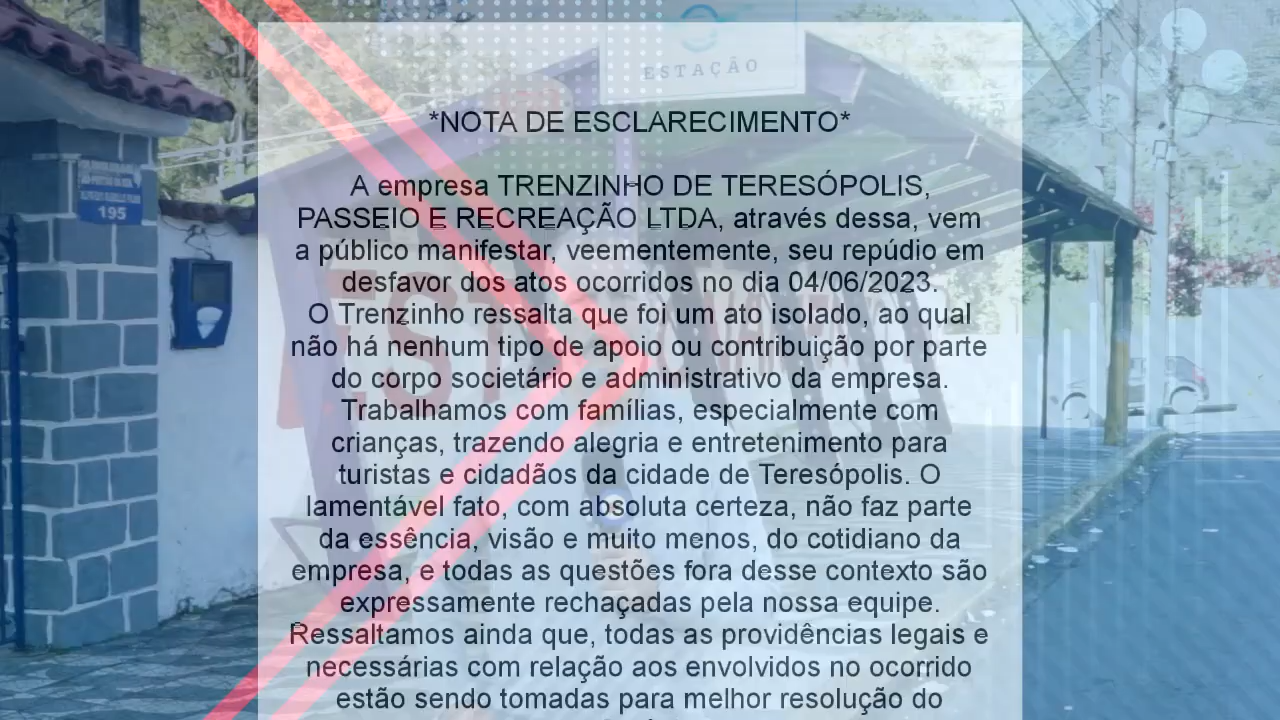 ESTAÇÃO
*NOTA DE ESCLARECIMENTO*
A empresa TRENZINHO DE TERESÓPOLIS,
PASSEIO E RECREAÇÃO LTDA, através dessa, vem
a público manifestar, veementemente, seu repúdio em
desfavor dos atos ocorridos no dia 04/06/2023.
O Trenzinho ressalta que foi um ato isolado, ao qual
não há nenhum tipo de apoio ou contribuição por parte
do corpo societário e administrativo da empresa.
Trabalhamos com famílias, especialmente com
crianças, trazendo alegria e entretenimento para
turistas e cidadãos da cidade de Teresópolis. O
lamentável fato, com absoluta certeza, não faz parte
da essência, visão e muito menos, do cotidiano da
empresa, e todas as questões fora desse contexto são
expressamente rechaçadas pela nossa equipe.
Ressaltamos ainda que, todas as providências legais e
necessárias com relação aos envolvidos no ocorrido
estão sendo tomadas para melhor resolução do
195